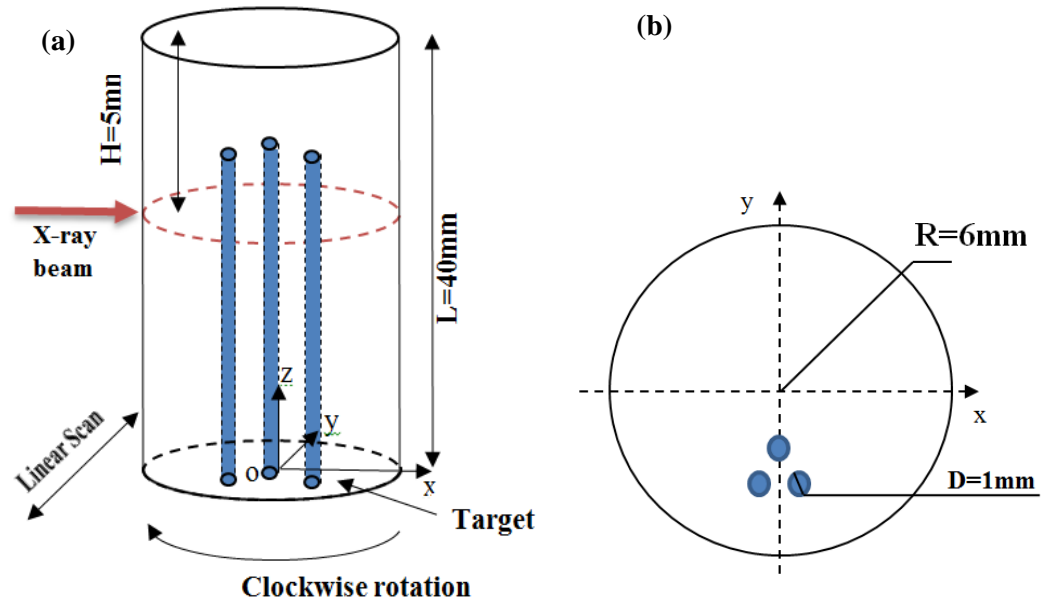 (a)
H=5mn
X-ray
beam
L=40mm
z
y
o
x
Linear Scan
Target
Clockwise rotation
(b)
y
R=6mm
x
D=1mm